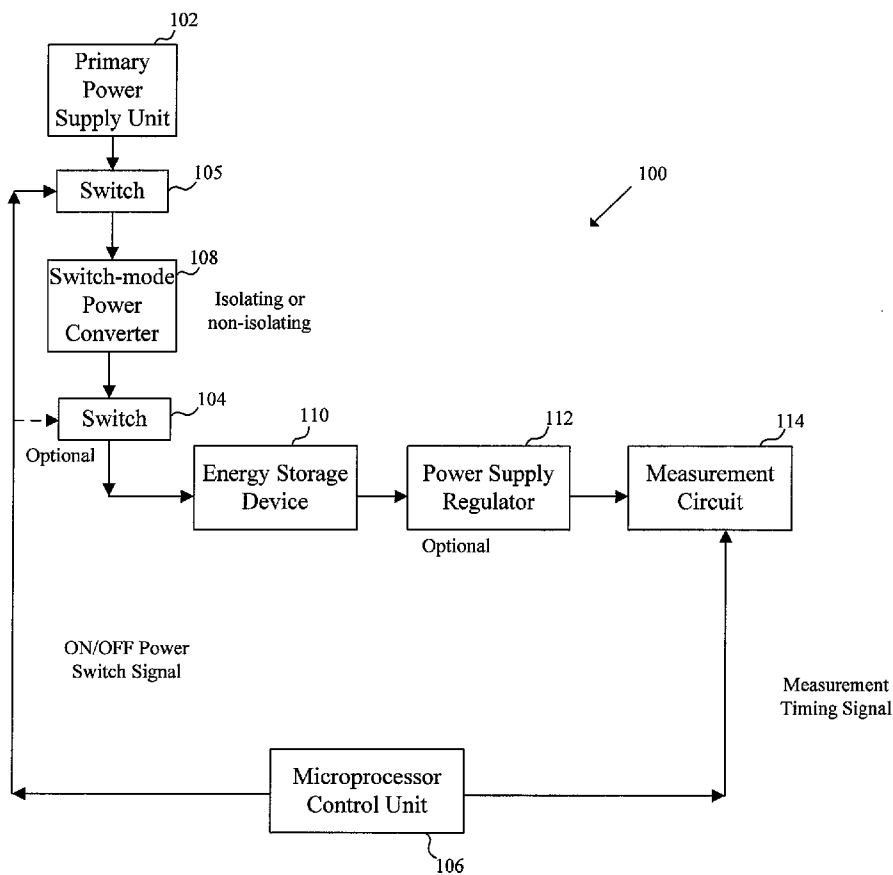 102
Primary
Power
Supply Unit
105
Switch
100
108
Switch-mode
Power
Converter
Isolating or
non-isolating
104
Switch
Optional
110
Energy Storage
Device
112
Power Supply
Regulator
Optional
114
Measurement
Circuit
ON/OFF Power
Switch Signal
Measurement
Timing Signal
Microprocessor
Control Unit
106